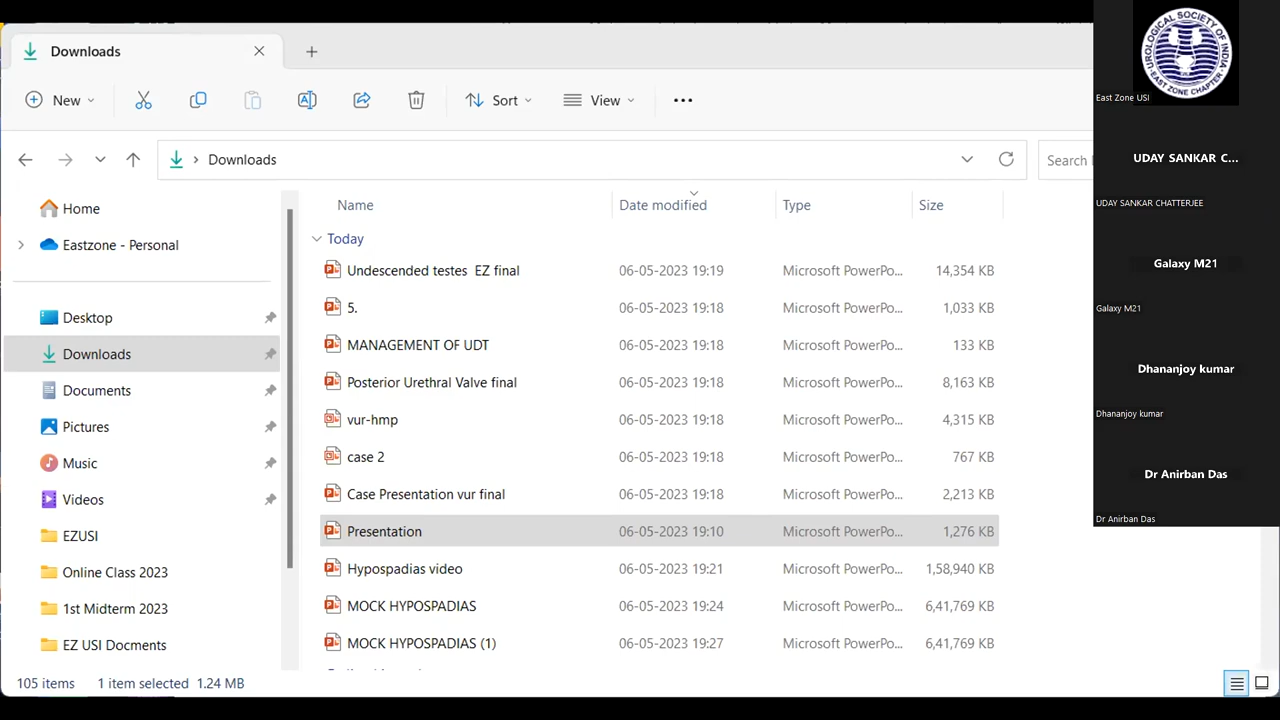 Downloads
New
Sort
View
Downloads
Search
Home
Eastzone - Personal
Desktop
Downloads
Documents
Pictures
Music
Videos
EZUSI
Online Class 2023
1st Midterm 2023
EZ USI Docments
Name Date modified Type Size
Today
Undescended testes EZ final 06-05-2023 19:19 Microsoft PowerPo... 14,354 KB
5. 06-05-2023 19:18 Microsoft PowerPo... 1,033 KB
MANAGEMENT OF UDT 06-05-2023 19:18 Microsoft PowerPo... 133 KB
Posterior Urethral Valve final 06-05-2023 19:18 Microsoft PowerPo... 8,163 KB
vur-hmp 06-05-2023 19:18 Microsoft PowerPo... 4,315 KB
case 2 06-05-2023 19:18 Microsoft PowerPo... 767 KB
Case Presentation vur final 06-05-2023 19:18 Microsoft PowerPo... 2,213 KB
Presentation 06-05-2023 19:10 Microsoft PowerPo... 1,276 KB
Hypospadias video 06-05-2023 19:21 Microsoft PowerPo... 1,58,940 KB
MOCK HYPOSPADIAS 06-05-2023 19:24 Microsoft PowerPo... 6,41,769 KB
MOCK HYPOSPADIAS (1) 06-05-2023 19:27 Microsoft PowerPo... 6,41,769 KB
105 items 1 item selected 1.24 MB
UROLOGICAL SOCIETY OF INDIA
EAST ZONE CHAPTER
East Zone USI
UDAY SANKAR C...
UDAY SANKAR CHATTERJEE
Galaxy M21
Galaxy M21
Dhananjoy kumar
Dhananjoy kumar
Dr Anirban Das
Dr Anirban Das